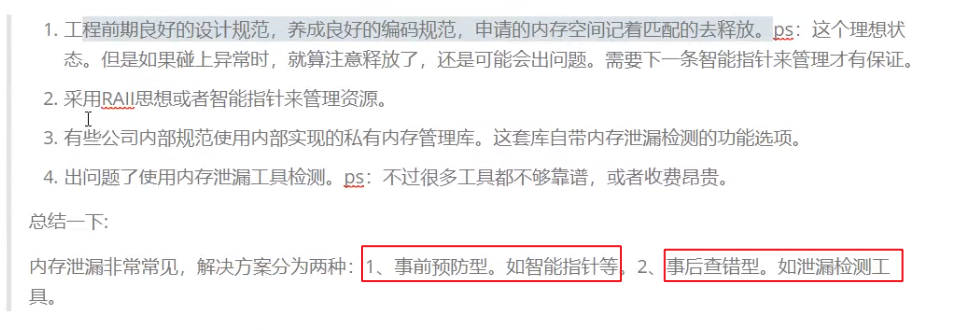 1. 工程前期良好的设计规范，养成良好的编码规范，申请的内存空间记着匹配的去释放。ps：这个理想状
态。但是如果碰上异常时，就算注意释放了，还是可能会出问题。需要下一条智能指针来管理才有保证。
2. 采用RAII思想或者智能指针来管理资源。
3. 有些公司内部规范使用内部实现的私有内存管理库。这套库自带内存泄漏检测的功能选项。
4. 出问题了使用内存泄漏工具检测。ps：不过很多工具都不够靠谱，或者收费昂贵。
总结一下:
内存泄漏非常常见，解决方案分为两种：1、事前预防型。如智能指针等。2、事后查错型。如泄漏检测工
具。